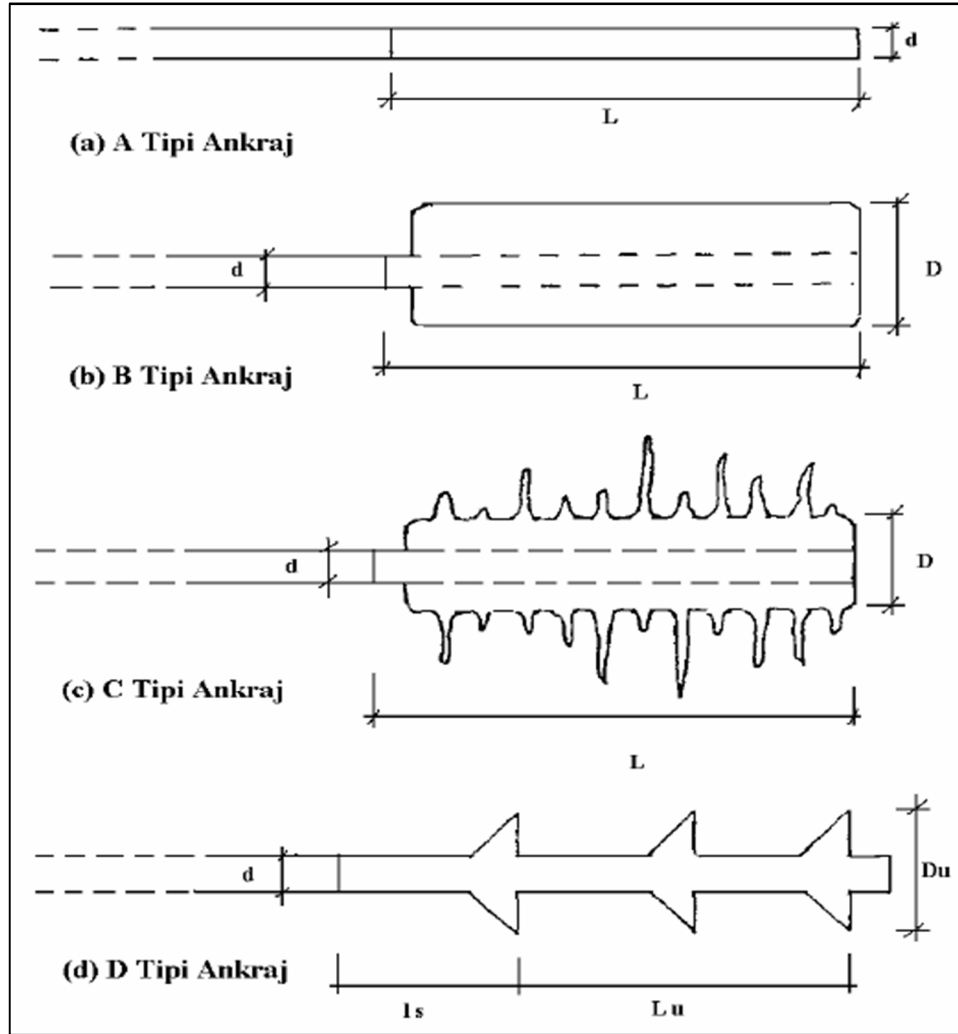 d
L
(a) A Tipi Ankraj
d
D
(b) B Tipi Ankraj
L
d
D
(c) C Tipi Ankraj
L
d
Du
(d) D Tipi Ankraj
ls
Lu